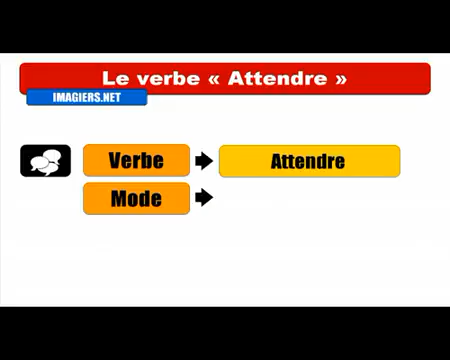 Le verbe « Attendre »
IMAGIERS.NET
Verbe Attendre
Mode